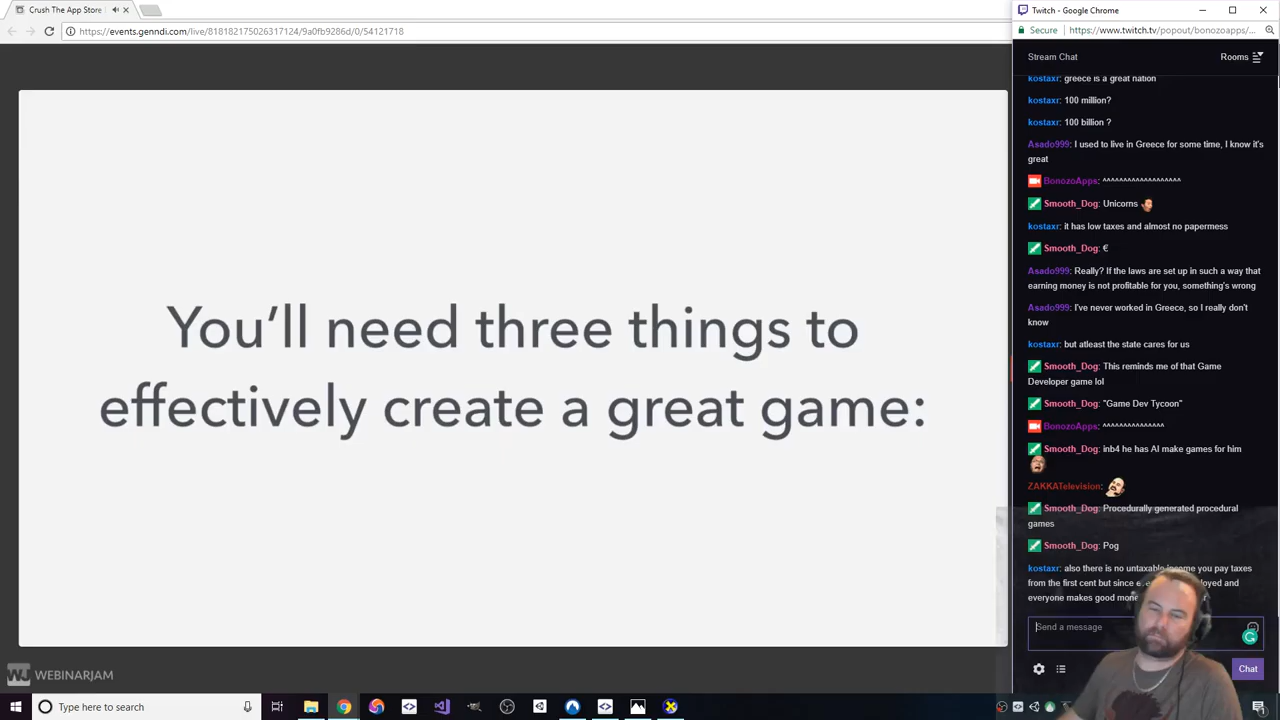 Crush The App Store
https://events.genndi.com/live/818182175026317124/9a0fb9286d/0/54121718
You'll need three things to
effectively create a great game:
WJ WEBINARJAM
Type here to search
Twitch - Google Chrome
Secure https://www.twitch.tv/popout/bonozoapps/...
Stream Chat
Rooms
kostaxr: greece is a great nation
kostaxr: 100 million?
kostaxr: 100 billion ?
Asado999: I used to live in Greece for some time, I know it's
great
BonozoApps: ^^^^^^^^^^^^^^^^^^^
Smooth_Dog: Unicorns
kostaxr: it has low taxes and almost no papermess
Smooth_Dog: €
Asado999: Really? If the laws are set up in such a way that
earning money is not profitable for you, something's wrong
Asado999: I've never worked in Greece, so I really don't
know
kostaxr: but atleast the state cares for us
Smooth_Dog: This reminds me of that Game
Developer game lol
Smooth_Dog: "Game Dev Tycoon"
BonozoApps: ^^^^^^^^^^^^^^^
Smooth_Dog: inb4 he has AI make games for him
ZAKKATelevision:
Smooth_Dog: Procedurally generated procedural
games
Smooth_Dog: Pog
kostaxr: also there is no untaxable income you pay taxes
from the first cent but since
and
everyone makes good
Send a message
Chat